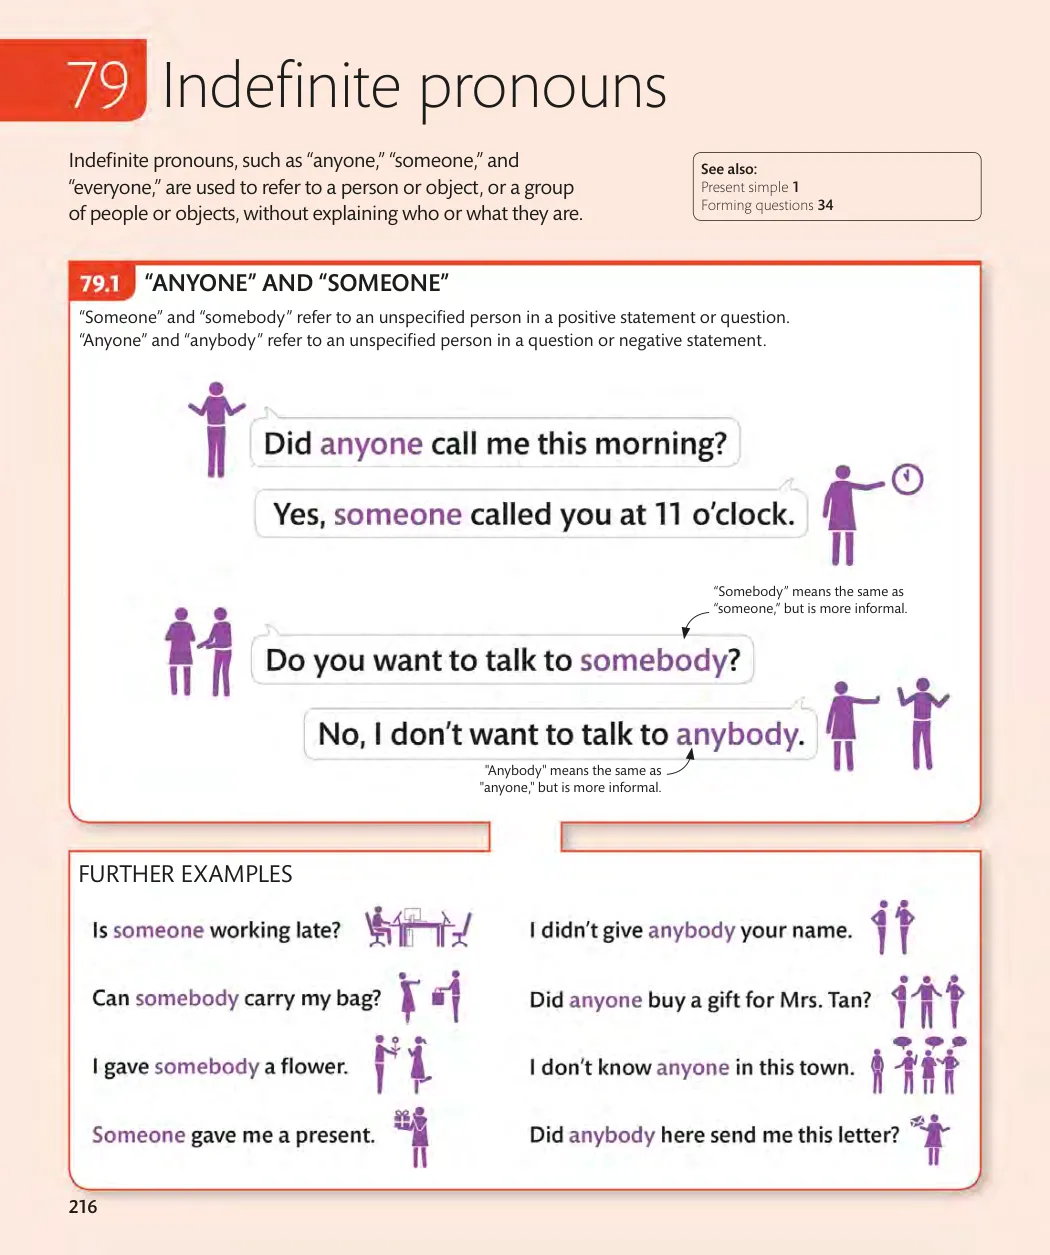 79 Indefinite pronouns
Indefinite pronouns, such as “anyone,” “someone,” and
“everyone,” are used to refer to a person or object, or a group
of people or objects, without explaining who or what they are.
See also:
Present simple 1
Forming questions 34
79.1 “ANYONE” AND “SOMEONE”
“Someone” and “somebody” refer to an unspecified person in a positive statement or question.
“Anyone” and “anybody” refer to an unspecified person in a question or negative statement.
Did anyone call me this morning?
Yes, someone called you at 11 o’clock.
“Somebody” means the same as
“someone,” but is more informal.
Do you want to talk to somebody?
No, I don’t want to talk to anybody.
"Anybody" means the same as
"anyone," but is more informal.
FURTHER EXAMPLES
Is someone working late?
Can somebody carry my bag?
I gave somebody a flower.
Someone gave me a present.
I didn’t give anybody your name.
Did anyone buy a gift for Mrs. Tan?
I don’t know anyone in this town.
Did anybody here send me this letter?
216